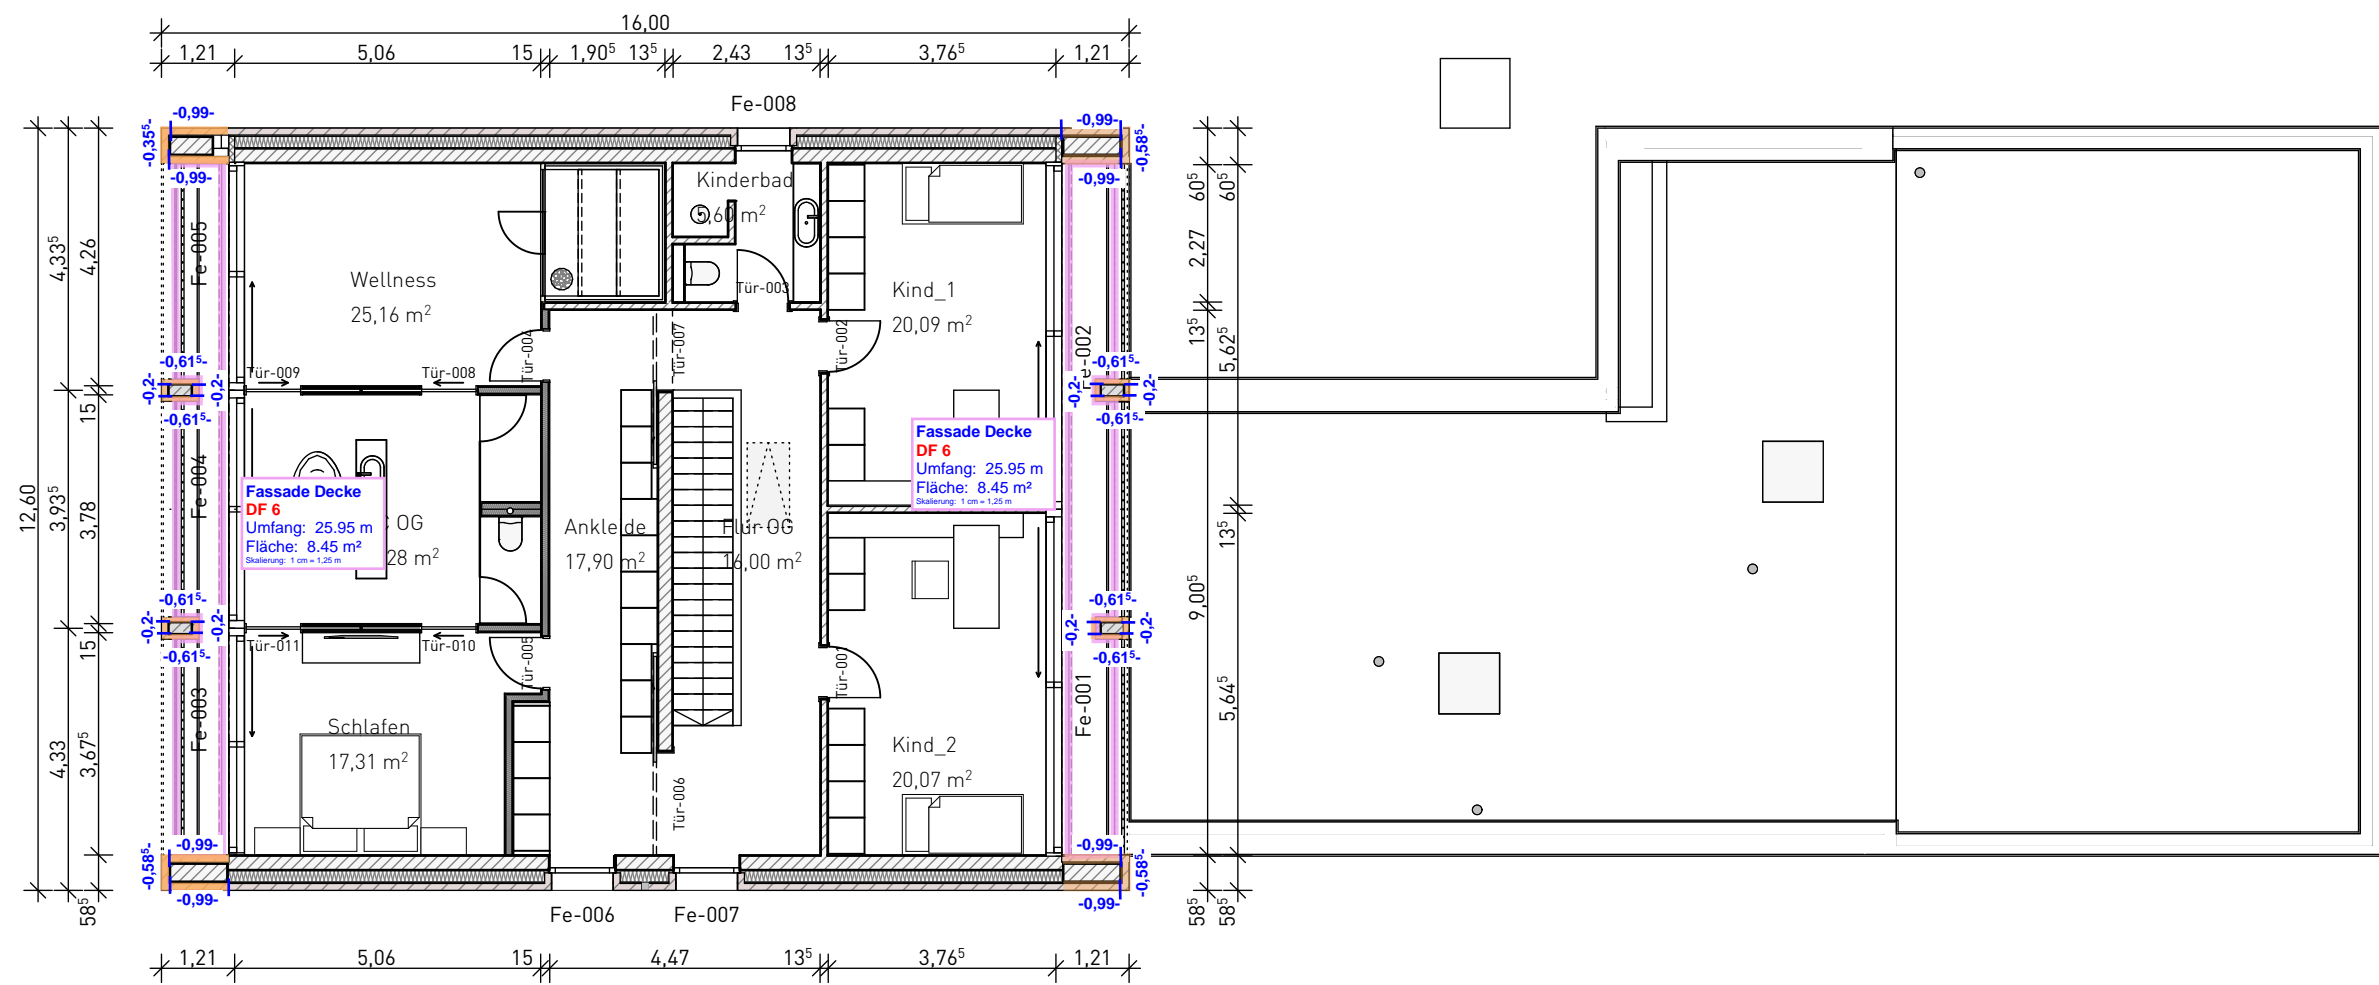 16,00
1,21 5,06 15 1,90⁵ 13⁵ 2,43 13⁵ 3,76⁵ 1,21
Fe-008
-0,99-
-0,35⁵-
-0,99-
-0,99-
-0,58⁵-
-0,99-
Kinderbad
5,60 m²
Tür-003
Wellness
25,16 m²
Kind_1
20,09 m²
Fe-005
Fe-004
Fe-003
Fe-002
Fe-001
Tür-004
Tür-007
Tür-002
Tür-009
Tür-008
12,60
4,33⁵
3,93⁵
4,33
4,26
15
3,78
15
3,67⁵
58⁵
60⁵
2,27
13⁵
9,00⁵
58⁵
60⁵
5,62⁵
13⁵
5,64⁵
58⁵
-0,61⁵-
-0,2-
-0,2-
-0,61⁵-
-0,61⁵-
-0,2-
-0,2-
-0,61⁵-
Fassade Decke
DF 6
Umfang: 25.95 m
Fläche: 8.45 m²
Skalierung: 1 cm = 1,25 m
Fassade Decke
DF 6
Umfang: 25.95 m
Fläche: 8.45 m²
Skalierung: 1 cm = 1,25 m
OG
28 m²
Ankleide
17,90 m²
Flur OG
16,00 m²
-0,61⁵-
-0,2-
-0,2-
-0,61⁵-
-0,61⁵-
-0,2-
-0,2-
-0,61⁵-
Tür-011
Tür-010
Tür-005
Tür-001
Tür-006
Schlafen
17,31 m²
Kind_2
20,07 m²
-0,99-
-0,58⁵-
-0,99-
-0,99-
-0,58⁵-
-0,99-
Fe-006
Fe-007
1,21 5,06 15 4,47 13⁵ 3,76⁵ 1,21